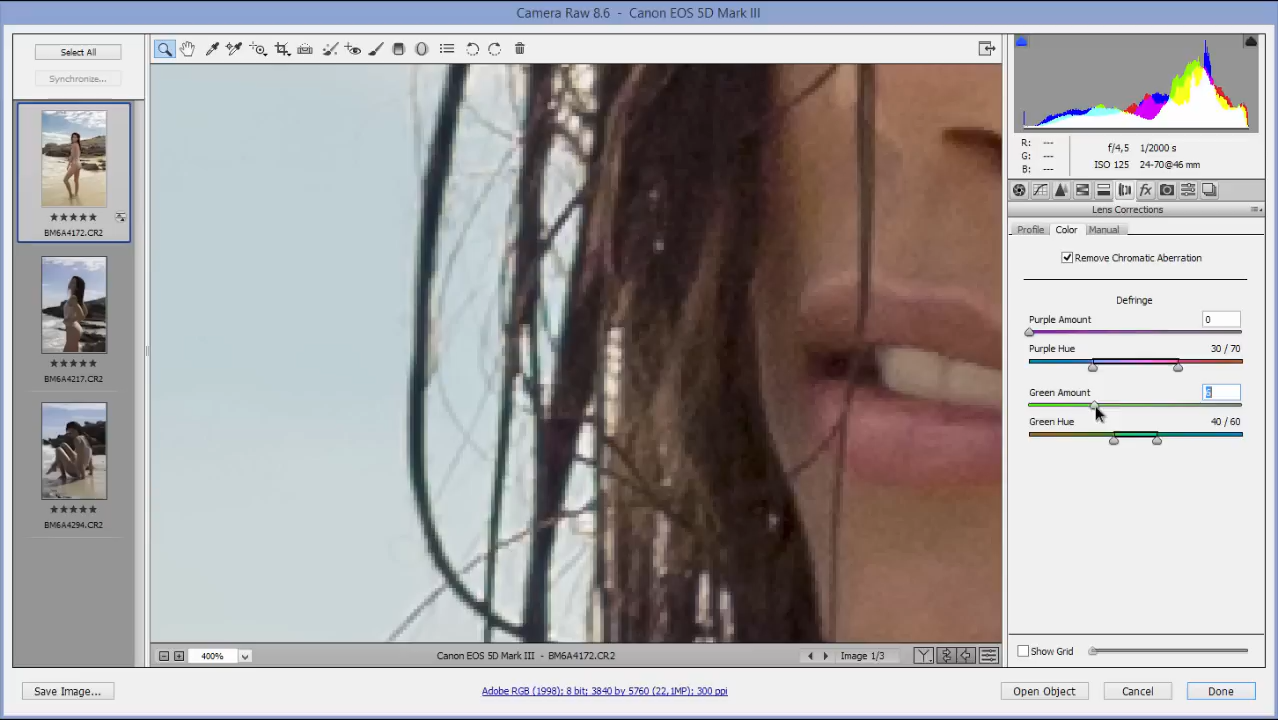 Camera Raw 8.6 - Canon EOS 5D Mark III
Select All
Synchronize...
BM6A4172.CR2
BM6A4217.CR2
BM6A4294.CR2
R: ---
G: ---
B: ---
f/4,5 1/2000 s
ISO 125 24-70@46 mm
Lens Corrections
Profile Color Manual
Remove Chromatic Aberration
Defringe
Purple Amount 0
Purple Hue 30 / 70
Green Amount
Green Hue 40 / 60
Show Grid
400%
Canon EOS 5D Mark III - BM6A4172.CR2
Image 1/3
Save Image...
Adobe RGB (1998); 8 bit; 3840 by 5760 (22,1MP); 300 ppi
Open Object
Cancel
Done